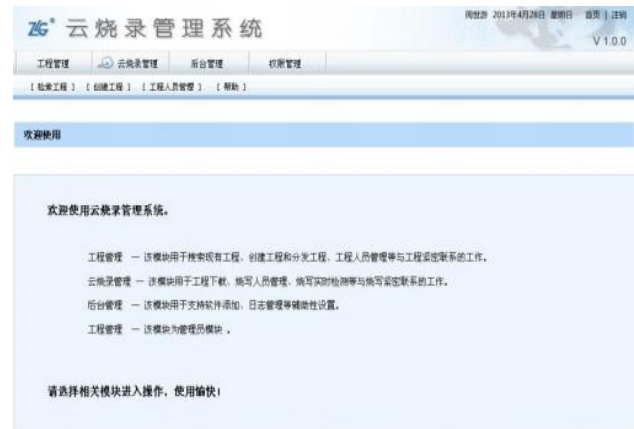 ZLG 云烧录管理系统
2013年4月28日 星期日 首页 | 注销
V 1.0.0
工程管理 云烧录管理 后台管理 权限管理
[ 检索工程 ] [ 创建工程 ] [ 工程人员管理 ] [ 帮助 ]
欢迎使用
欢迎使用云烧录管理系统。
工程管理 — 该模块用于搜索现有工程、创建工程和分发工程、工程人员管理等与工程紧密联系的工作。
云烧录管理 — 该模块用于工程下载、烧写人员管理、烧写实时检测等与烧写紧密联系的工作。
后台管理 — 该模块用于支持软件添加、日志管理等辅助性设置。
工程管理 — 该模块为管理员模块 。
请选择相关模块进入操作，使用愉快！